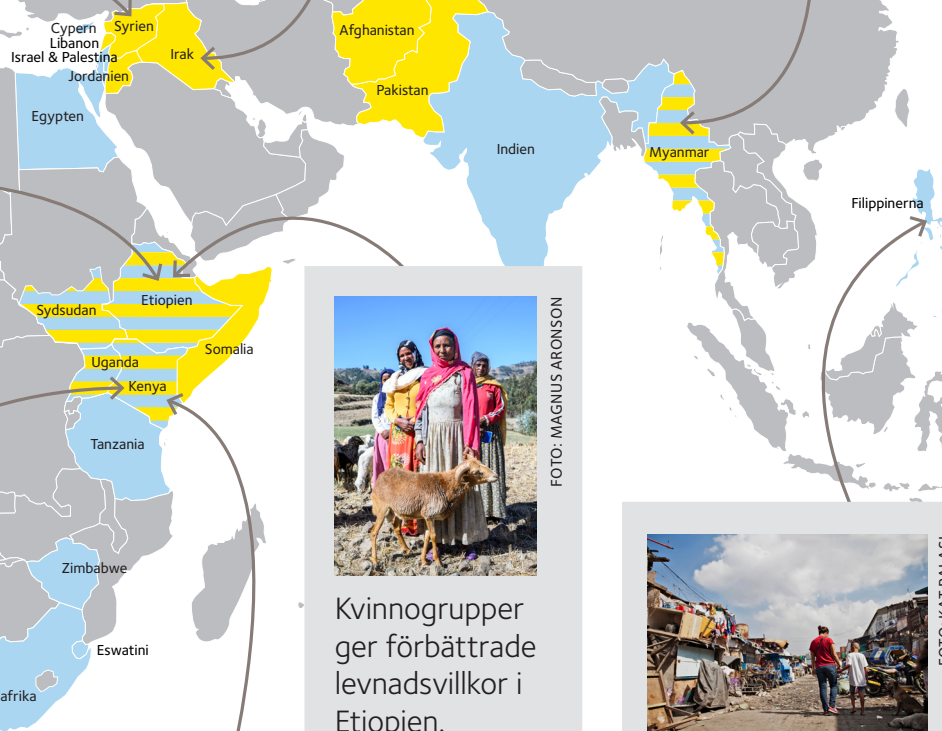 Cypern
Syrien
Libanon
Israel & Palestina
Irak
Jordanien
Egypten
Afghanistan
Pakistan
Indien
Myanmar
Filippinerna
Etiopien
Sydsudan
Somalia
Uganda
Kenya
Tanzania
Zimbabwe
Eswatini
afrika
FOTO: MAGNUS ARONSON
Kvinnogrupper
ger förbättrade
levnadsvillkor i
Etiopien.